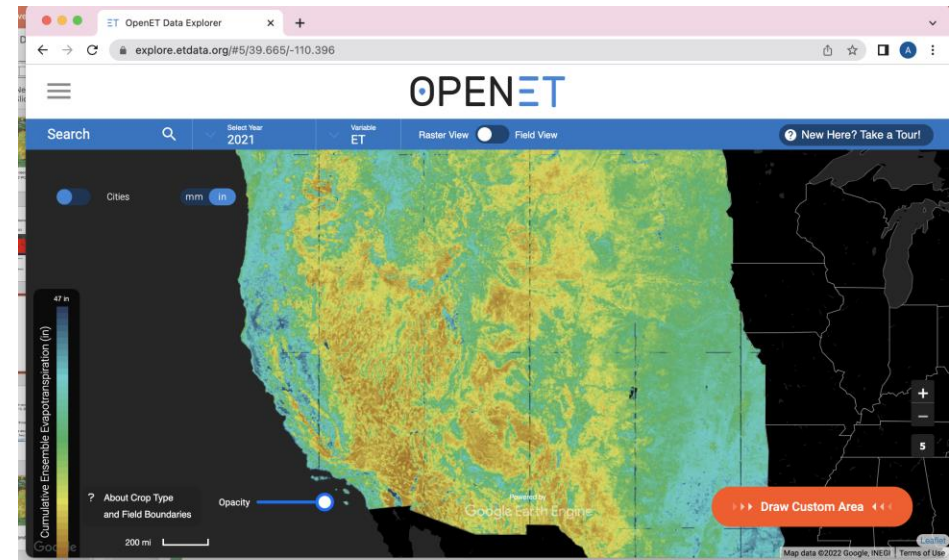 ET OpenET Data Explorer
explore.etdata.org/#5/39.665/-110.396
A
OPENET
Search
Select Year
2021
Variable
ET
Raster View
Field View
? New Here? Take a Tour!
Cities
mm
in
47 in
Cumulative Ensemble Evapotranspiration (in)
? About Crop Type
and Field Boundaries
Opacity
200 mi
Google
Powered by
Google Earth Engine
+
−
5
Draw Custom Area
Leaflet
Map data ©2022 Google, INEGI
Terms of Use